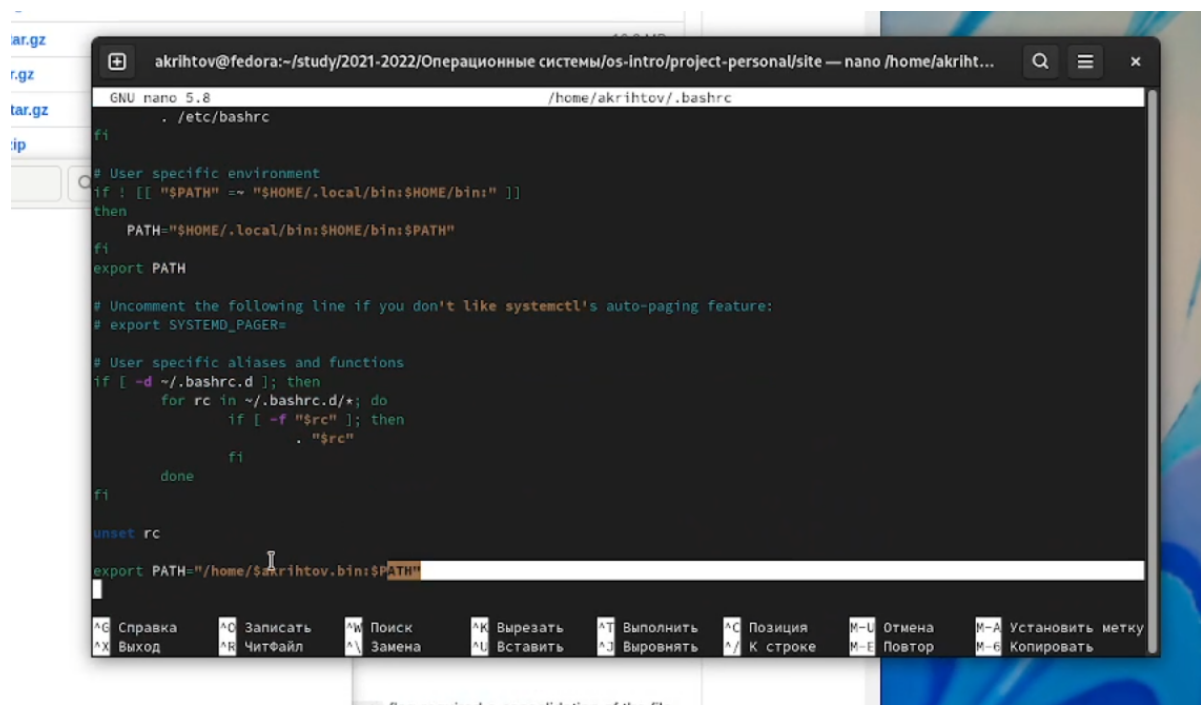 tar.gz
r.gz
tar.gz
zip
akrihtov@fedora:~/study/2021-2022/Операционные системы/os-intro/project-personal/site — nano /home/akriht...
GNU nano 5.8 /home/akrihtov/.bashrc
. /etc/bashrc
fi
# User specific environment
if ! [[ "$PATH" =~ "$HOME/.local/bin:$HOME/bin:" ]]
then
PATH="$HOME/.local/bin:$HOME/bin:$PATH"
fi
export PATH
# Uncomment the following line if you don't like systemctl's auto-paging feature:
# export SYSTEMD_PAGER=
# User specific aliases and functions
if [ -d ~/.bashrc.d ]; then
for rc in ~/.bashrc.d/*; do
if [ -f "$rc" ]; then
. "$rc"
fi
done
fi
unset rc
export PATH="/home/$akrihtov.bin:$PATH"
^G Справка ^O Записать ^W Поиск ^K Вырезать ^T Выполнить ^C Позиция M-U Отмена M-A Установить метку
^X Выход ^R ЧитФайл ^\ Замена ^U Вставить ^J Выровнять ^/ К строке M-E Повтор M-6 Копировать